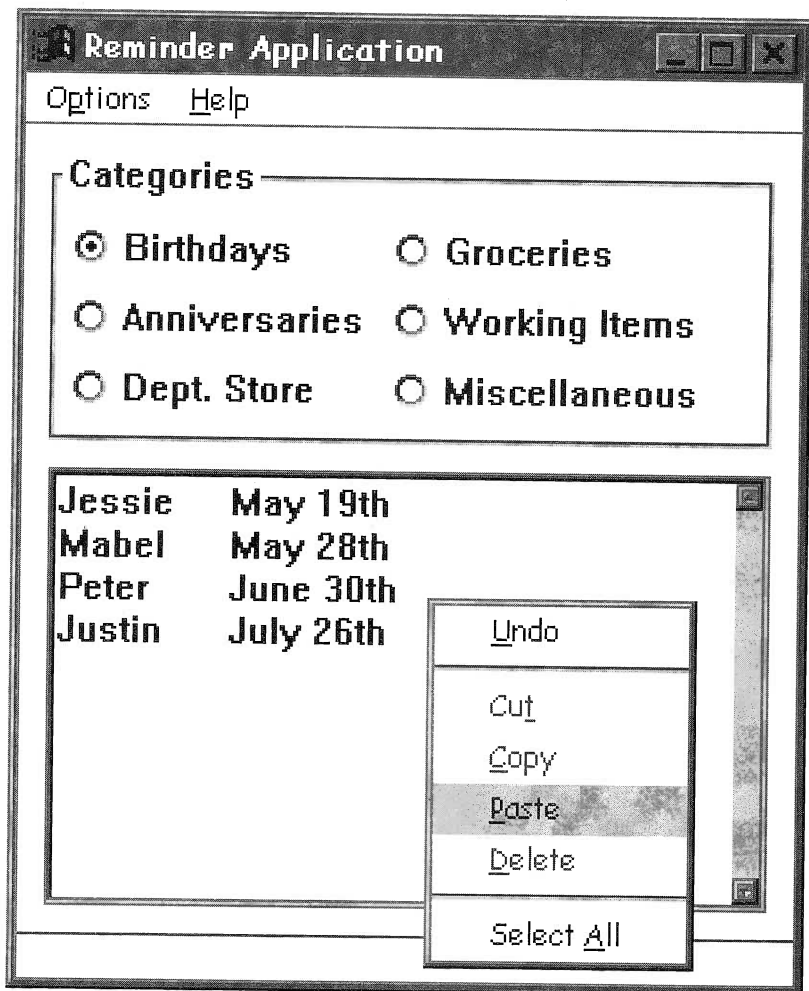 Reminder Application
Options Help
Categories
Birthdays Groceries
Anniversaries Working Items
Dept. Store Miscellaneous
Jessie May 19th
Mabel May 28th
Peter June 30th
Justin July 26th
Undo
Cut
Copy
Paste
Delete
Select All